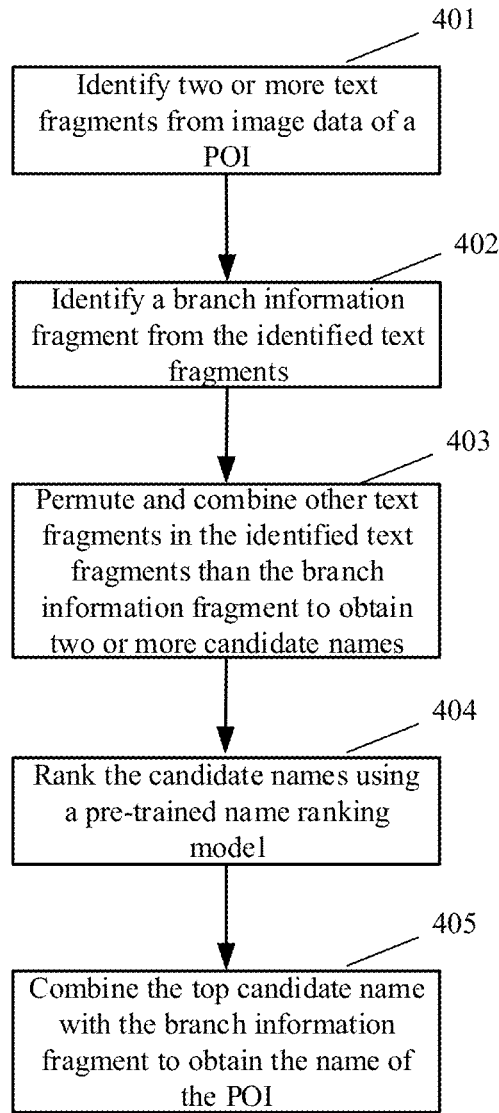 401
Identify two or more text
fragments from image data of a
POI
402
Identify a branch information
fragment from the identified text
fragments
403
Permute and combine other text
fragments in the identified text
fragments than the branch
information fragment to obtain
two or more candidate names
404
Rank the candidate names using
a pre-trained name ranking
model
405
Combine the top candidate name
with the branch information
fragment to obtain the name of
the POI